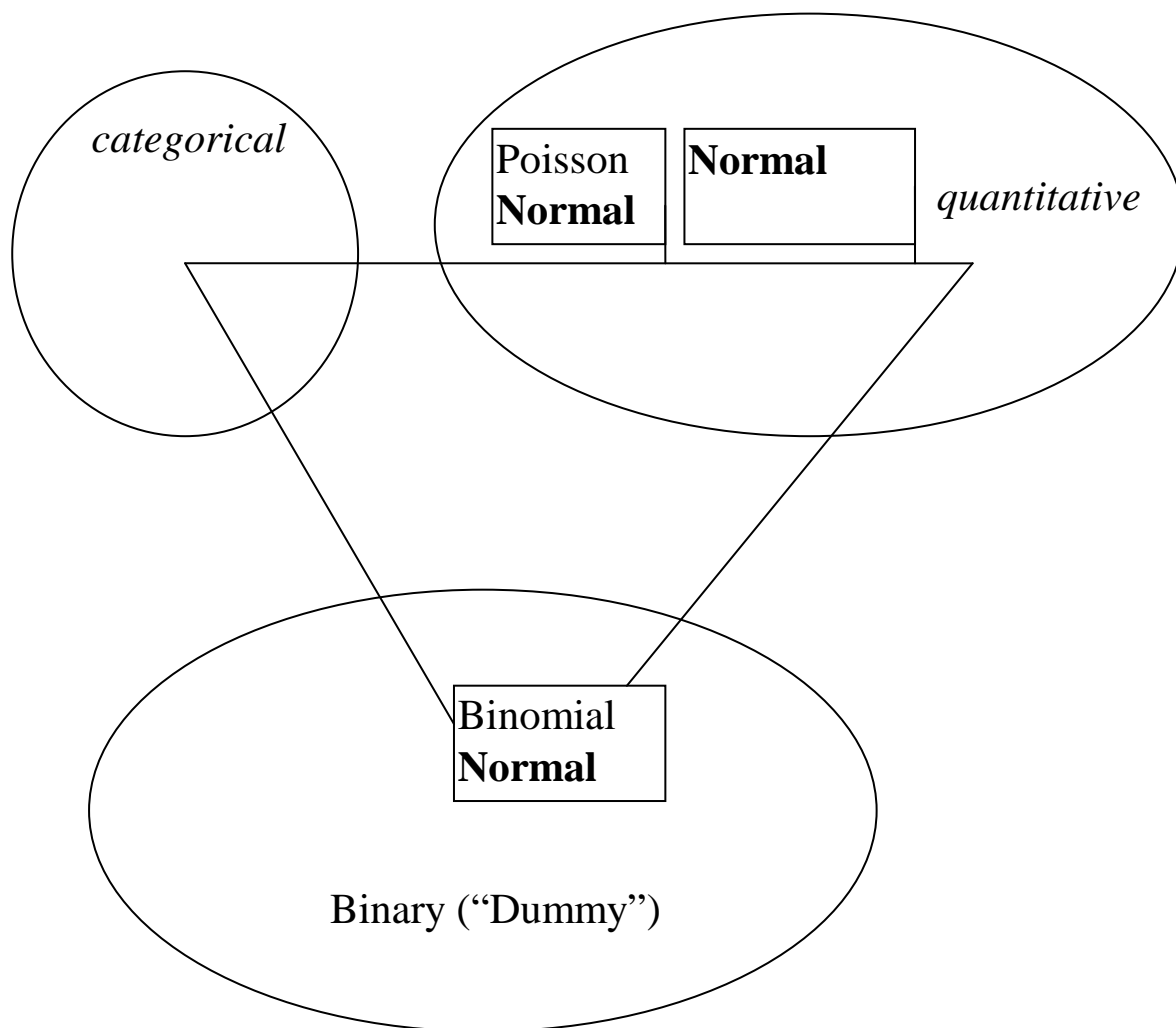 categorical
Poisson
Normal
Normal
quantitative
Binomial
Normal
Binary (“Dummy”)